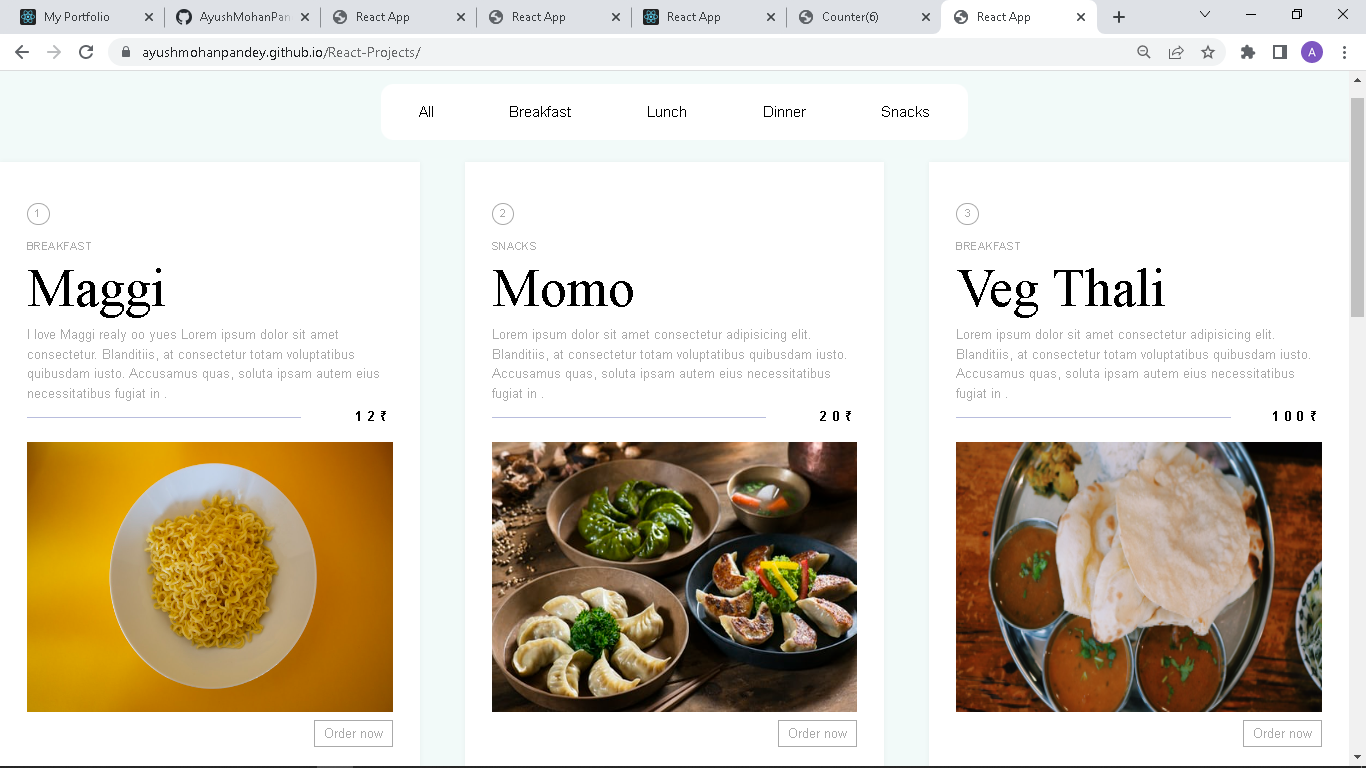 My Portfolio
AyushMohanPan
React App
React App
React App
Counter(6)
React App
ayushmohanpandey.github.io/React-Projects/
A
All Breakfast Lunch Dinner Snacks
1
BREAKFAST
Maggi
I love Maggi realy oo yues Lorem ipsum dolor sit amet
consectetur. Blanditiis, at consectetur totam voluptatibus
quibusdam iusto. Accusamus quas, soluta ipsam autem eius
necessitatibus fugiat in .
12₹
Order now
2
SNACKS
Momo
Lorem ipsum dolor sit amet consectetur adipisicing elit.
Blanditiis, at consectetur totam voluptatibus quibusdam iusto.
Accusamus quas, soluta ipsam autem eius necessitatibus
fugiat in .
20₹
Order now
3
BREAKFAST
Veg Thali
Lorem ipsum dolor sit amet consectetur adipisicing elit.
Blanditiis, at consectetur totam voluptatibus quibusdam iusto.
Accusamus quas, soluta ipsam autem eius necessitatibus
fugiat in .
100₹
Order now